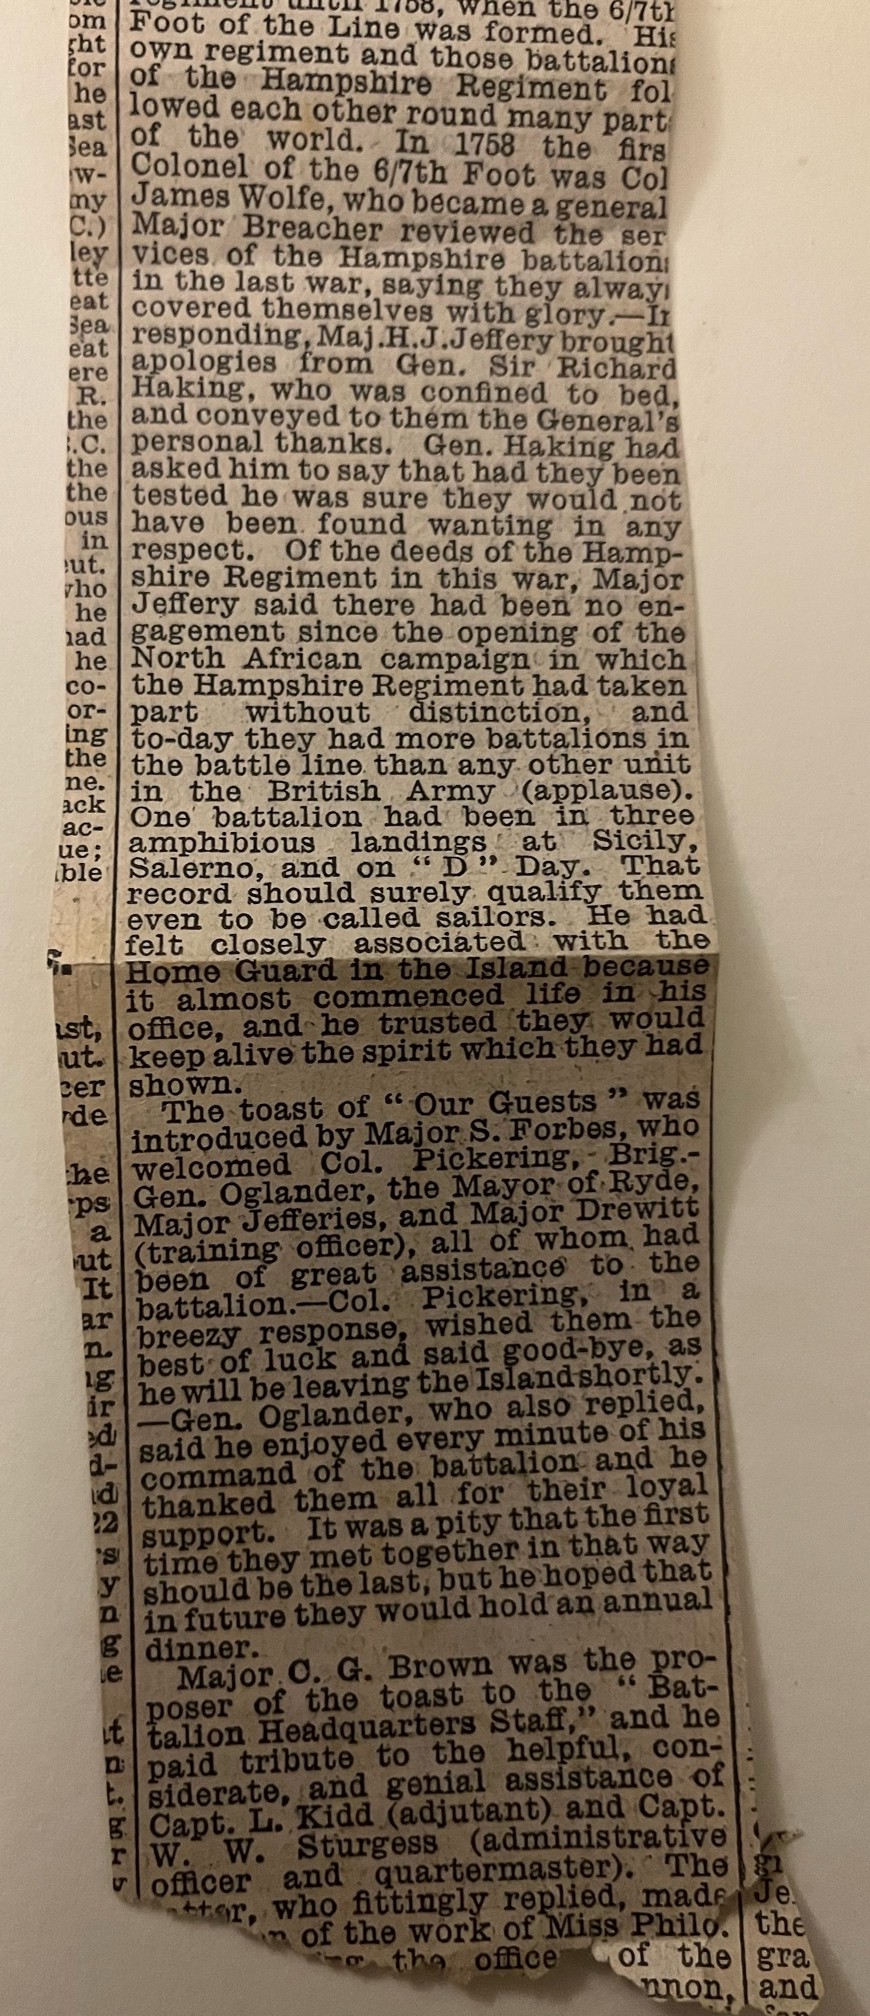 1758, when the 6/7th
Foot of the Line was formed. His
own regiment and those battalions
of the Hampshire Regiment fol
lowed each other round many part
of the world. In 1758 the firs
Colonel of the 6/7th Foot was Col
James Wolfe, who became a general
Major Breacher reviewed the ser
vices of the Hampshire battalions
in the last war, saying they always
covered themselves with glory.—In
responding, Maj.H.J.Jeffery brought
apologies from Gen. Sir Richard
Haking, who was confined to bed,
and conveyed to them the General's
personal thanks. Gen. Haking had
asked him to say that had they been
tested he was sure they would not
have been found wanting in any
respect. Of the deeds of the Hamp-
shire Regiment in this war, Major
Jeffery said there had been no en-
gagement since the opening of the
North African campaign in which
the Hampshire Regiment had taken
part without distinction, and
to-day they had more battalions in
the battle line than any other unit
in the British Army (applause).
One battalion had been in three
amphibious landings at Sicily,
Salerno, and on “ D ” Day. That
record should surely qualify them
even to be called sailors. He had
felt closely associated with the
Home Guard in the Island because
it almost commenced life in his
office, and he trusted they would
keep alive the spirit which they had
shown.
The toast of “ Our Guests ” was
introduced by Major S. Forbes, who
welcomed Col. Pickering, Brig.-
Gen. Oglander, the Mayor of Ryde,
Major Jefferies, and Major Drewitt
(training officer), all of whom had
been of great assistance to the
battalion.—Col. Pickering, in a
breezy response, wished them the
best of luck and said good-bye, as
he will be leaving the Island shortly.
—Gen. Oglander, who also replied,
said he enjoyed every minute of his
command of the battalion and he
thanked them all for their loyal
support. It was a pity that the first
time they met together in that way
should be the last, but he hoped that
in future they would hold an annual
dinner.
Major C. G. Brown was the pro-
poser of the toast to the “ Bat-
talion Headquarters Staff,” and he
paid tribute to the helpful, con-
siderate, and genial assistance of
Capt. L. Kidd (adjutant) and Capt.
W. W. Sturgess (administrative
officer and quartermaster). The
who fittingly replied, made
of the work of Miss Philo.
the office of the